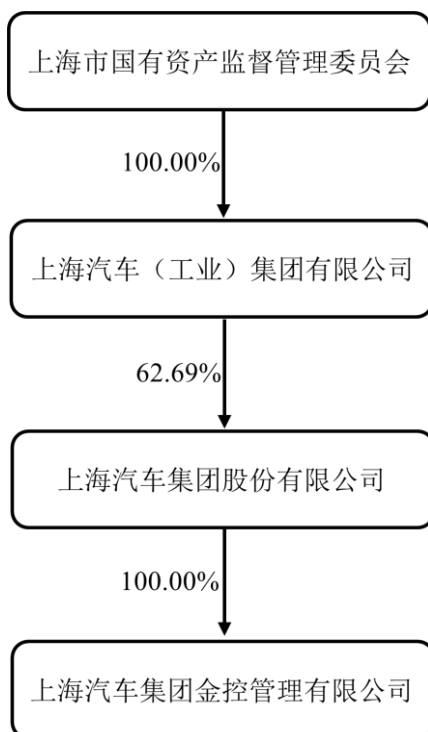 上海市国有资产监督管理委员会
100.00%
上海汽车（工业）集团有限公司
62.69%
上海汽车集团股份有限公司
100.00%
上海汽车集团金控管理有限公司